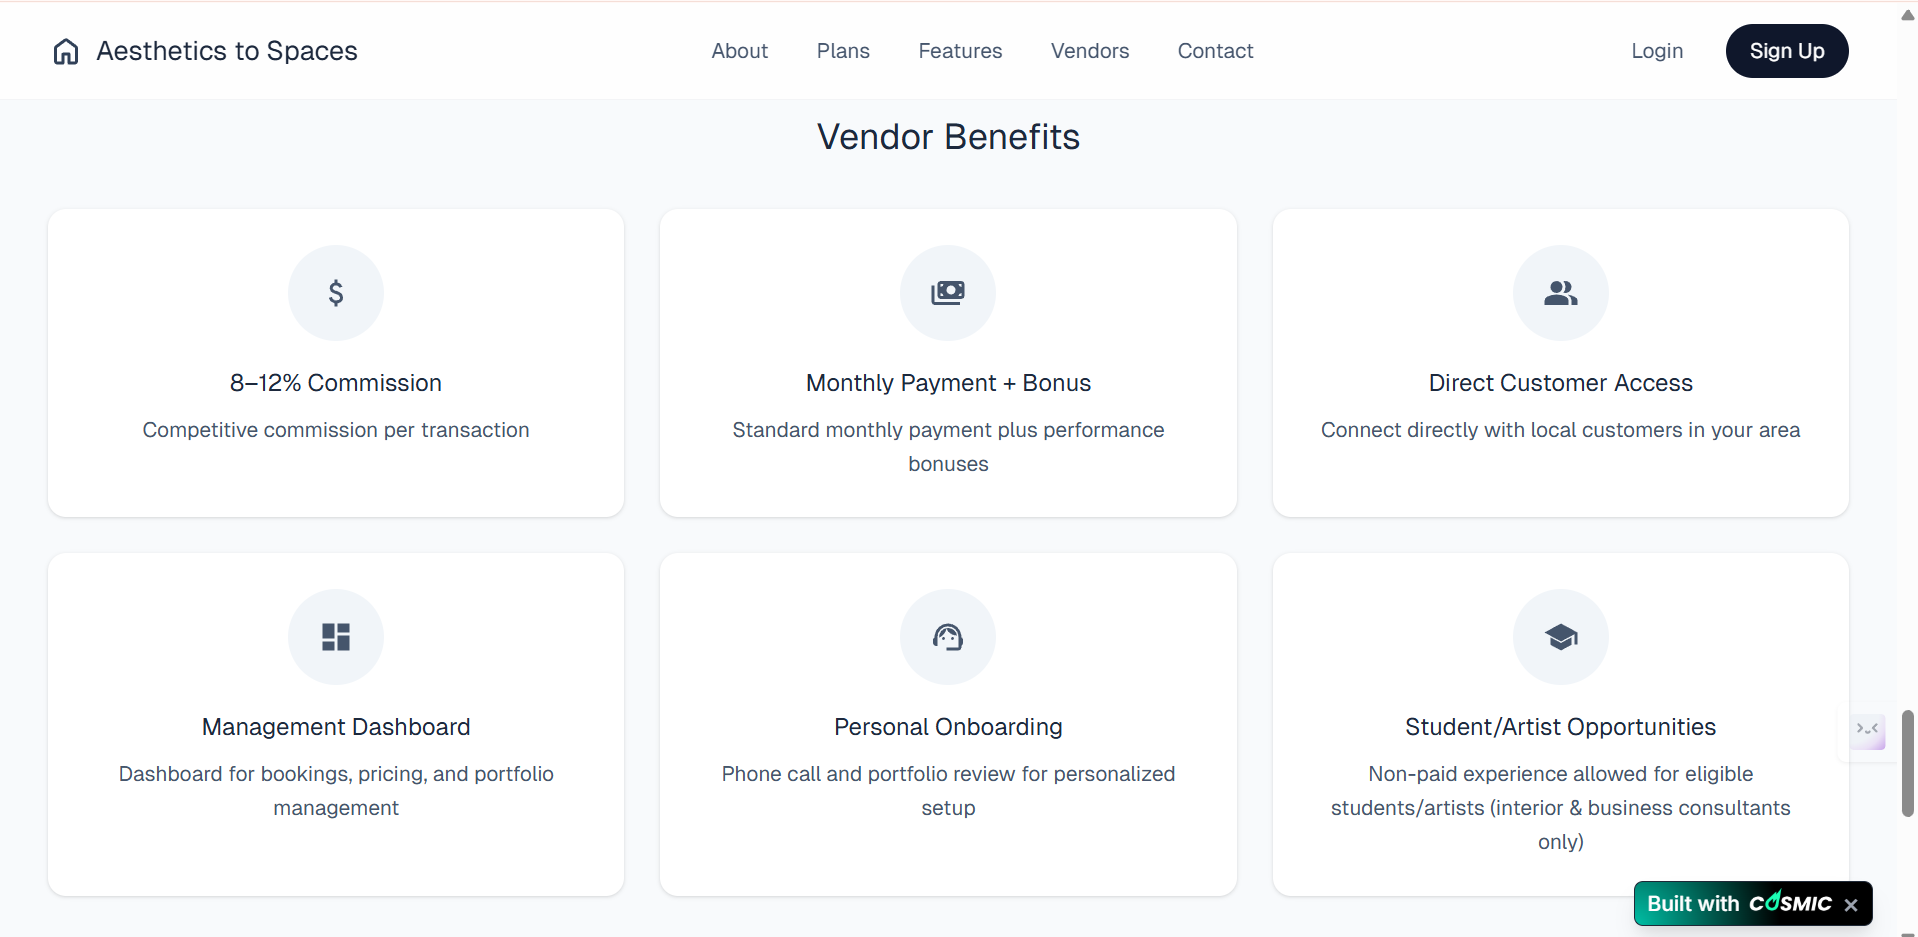 Aesthetics to Spaces
About
Plans
Features
Vendors
Contact
Login
Sign Up
Vendor Benefits
8–12% Commission
Competitive commission per transaction
Monthly Payment + Bonus
Standard monthly payment plus performance
bonuses
Direct Customer Access
Connect directly with local customers in your area
Management Dashboard
Dashboard for bookings, pricing, and portfolio
management
Personal Onboarding
Phone call and portfolio review for personalized
setup
Student/Artist Opportunities
Non-paid experience allowed for eligible
students/artists (interior & business consultants
only)
Built with COSMIC